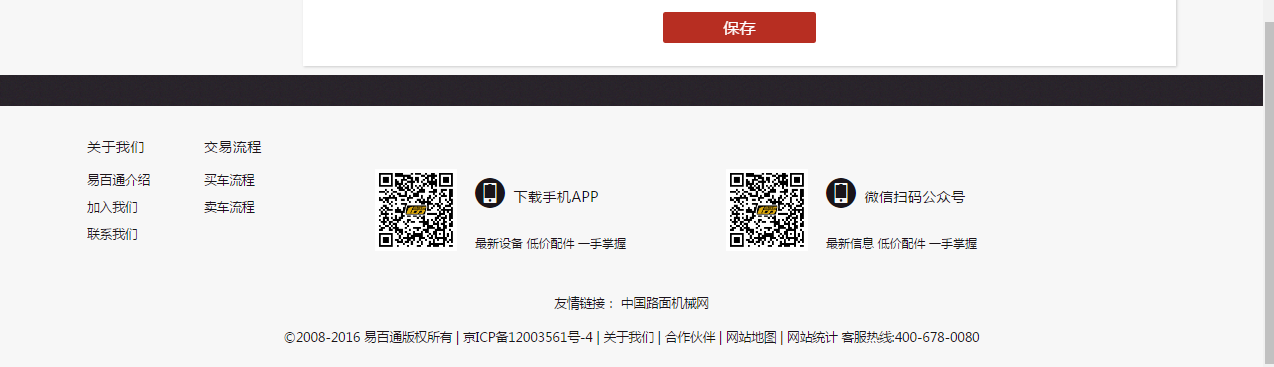 保存
关于我们 交易流程
易百通介绍 买车流程
加入我们 卖车流程
联系我们
下载手机APP
最新设备 低价配件 一手掌握
微信扫码公众号
最新信息 低价配件 一手掌握
友情链接： 中国路面机械网
©2008-2016 易百通版权所有 | 京ICP备12003561号-4 | 关于我们 | 合作伙伴 | 网站地图 | 网站统计 客服热线:400-678-0080